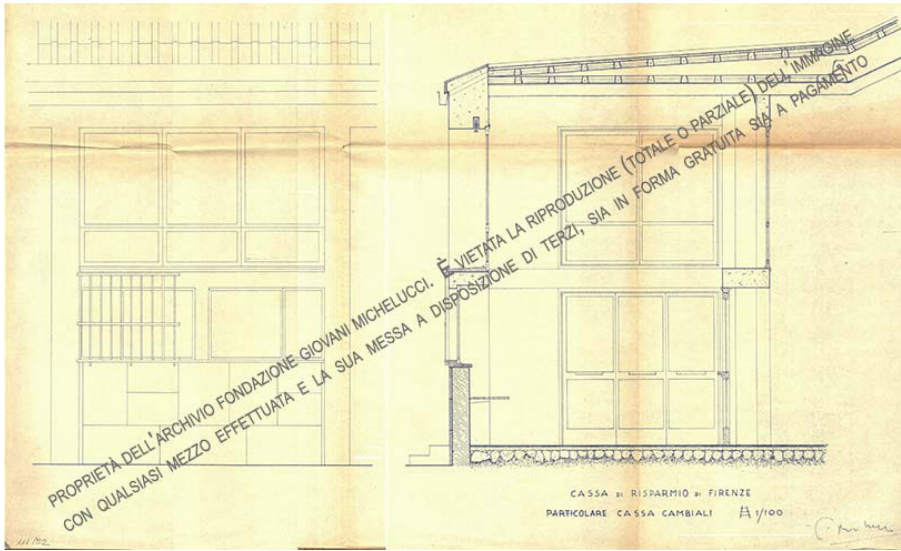 PROPRIETÀ DELL'ARCHIVIO FONDAZIONE GIOVANI MICHELUCCI. È VIETATA LA RIPRODUZIONE (TOTALE O PARZIALE) DELL'IMMAGINE
CON QUALSIASI MEZZO EFFETTUATA E LA SUA MESSA A DISPOSIZIONE DI TERZI, SIA IN FORMA GRATUITA SIA A PAGAMENTO
CASSA DI RISPARMIO DI FIRENZE
PARTICOLARE CASSA CAMBIALI 1/100